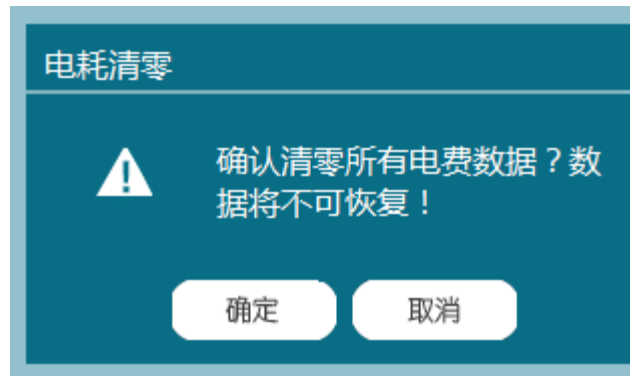 电耗清零
确认清零所有电费数据？数
据将不可恢复！
确定
取消